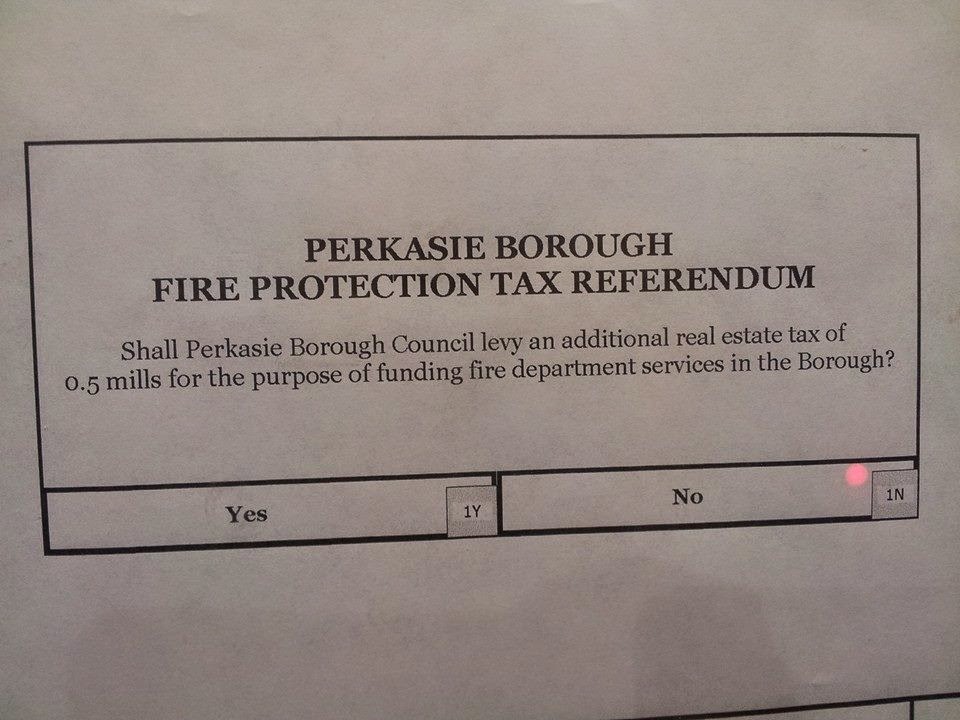 PERKASIE BOROUGH
FIRE PROTECTION TAX REFERENDUM
Shall Perkasie Borough Council levy an additional real estate tax of
0.5 mills for the purpose of funding fire department services in the Borough?
Yes 1Y No 1N